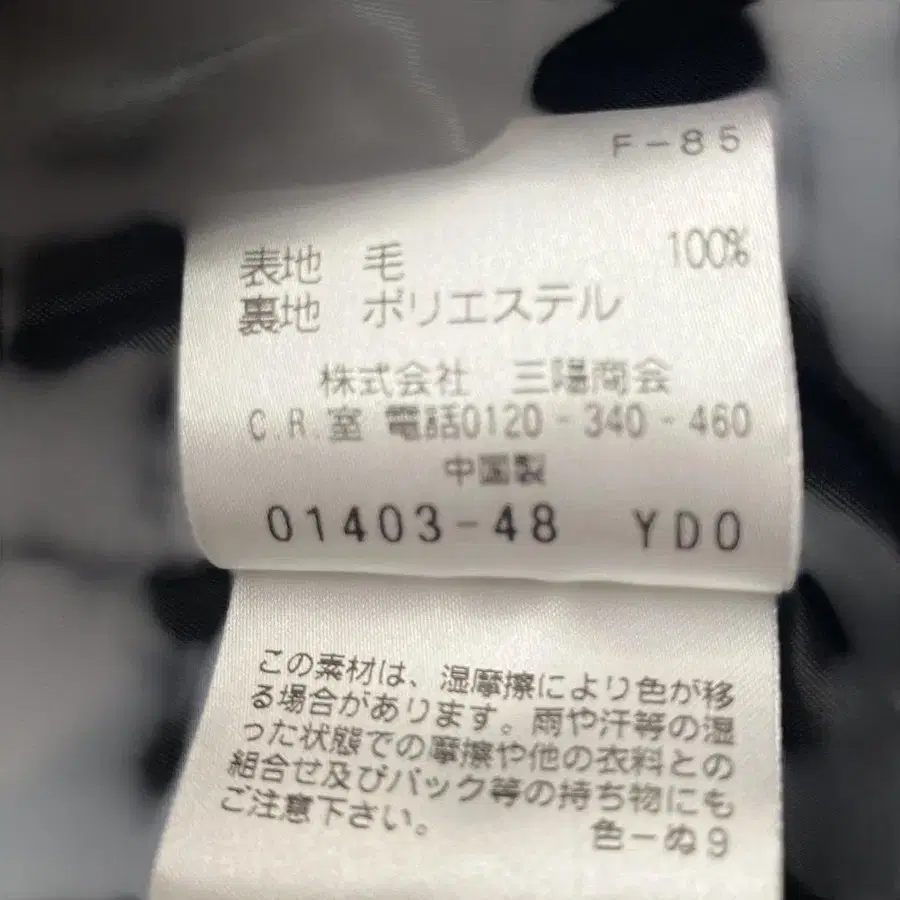 F-85
表地 毛 100%
裏地 ポリエステル
株式会社 三陽商会
C.R.室 電話0120-340-460
中国製
01403-48 YDO
この素材は、湿摩擦により色が移
る場合があります。雨や汗等の湿
った状態での摩擦や他の衣料との
組合せ及びバック等の持ち物にも
ご注意下さい。 色ーぬ9